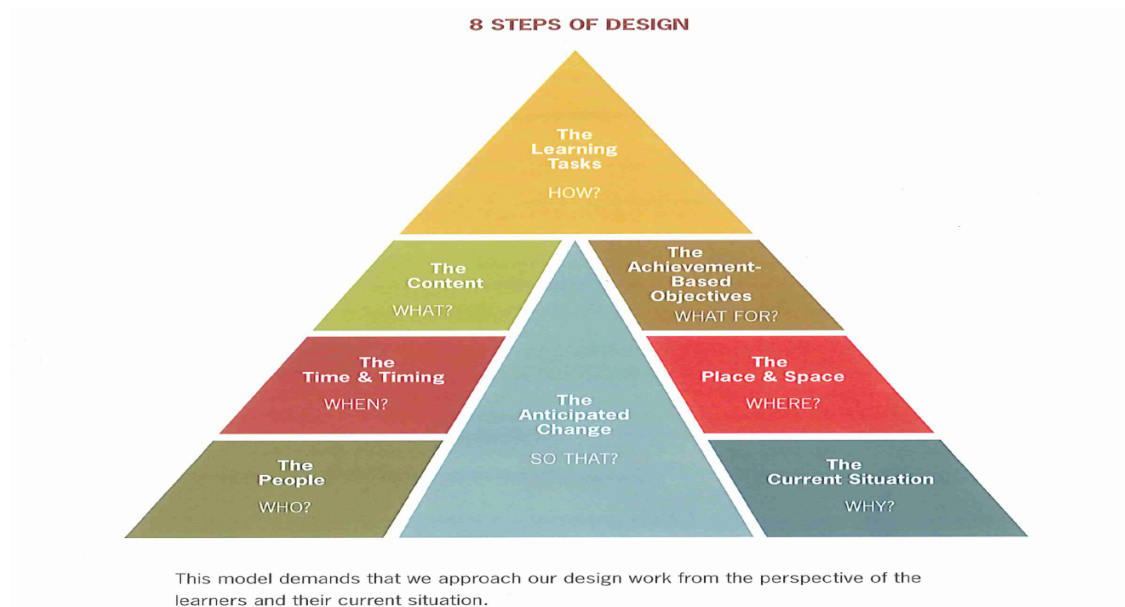 8 STEPS OF DESIGN
The
Learning
Tasks
HOW?
The
Content
WHAT?
The
Achievement-
Based
Objectives
WHAT FOR?
The
Time & Timing
WHEN?
The
Anticipated
Change
SO THAT?
The
Place & Space
WHERE?
The
People
WHO?
The
Current Situation
WHY?
This model demands that we approach our design work from the perspective of the
learners and their current situation.